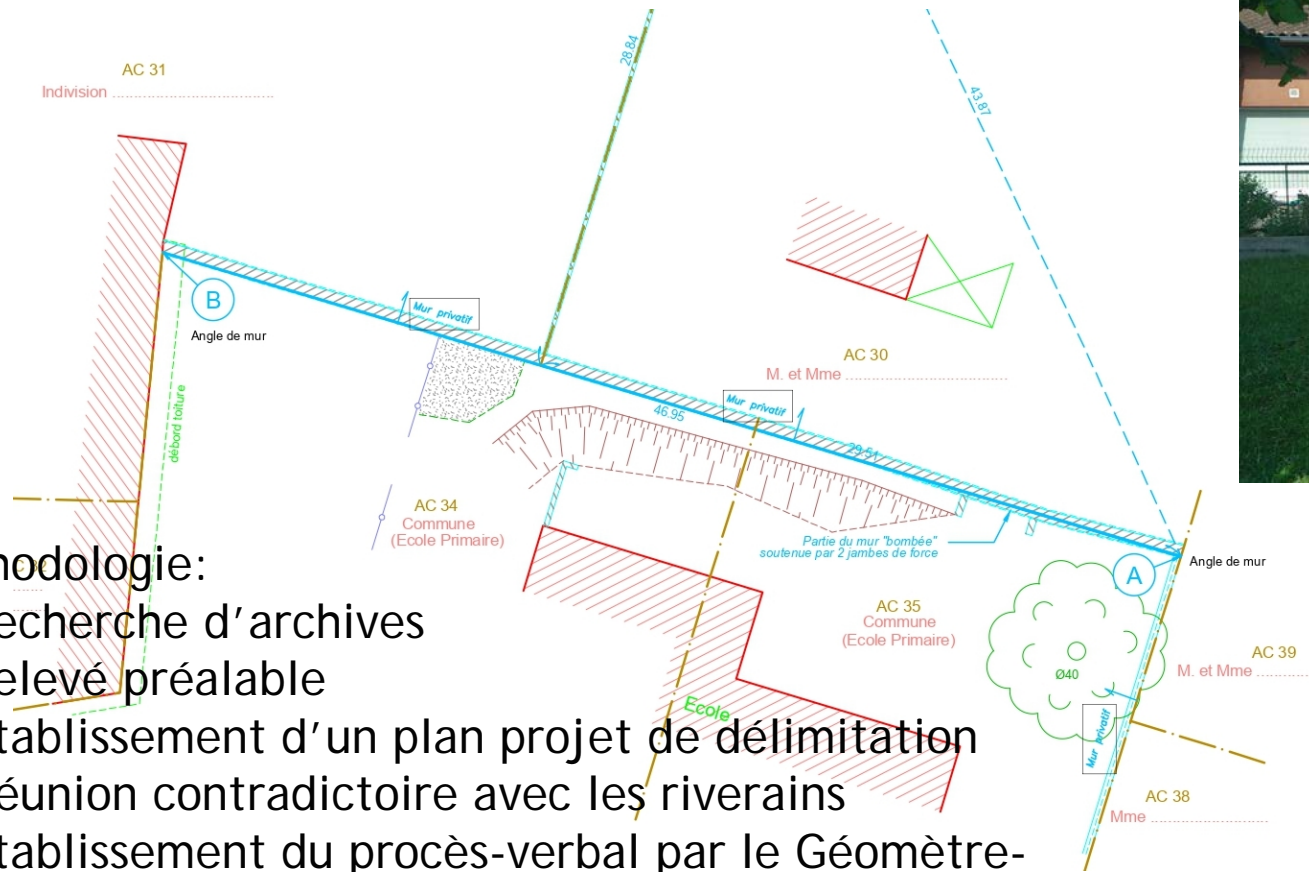 AC 31
Indivision ......................................
28.84
43.87
B
Angle de mur
Mur privatif
débord toiture
46.95
AC 30
M. et Mme ......................................
Mur privatif
29.51
AC 34
Commune
(Ecole Primaire)
Partie du mur "bombée"
soutenue par 2 jambes de force
A
Angle de mur
AC 35
Commune
(Ecole Primaire)
Ø40
AC 39
M. et Mme ............
Mur privatif
AC 38
Mme ............................
Ecole
hodologie:
echerche d’archives
elevé préalable
tablissement d’un plan projet de délimitation
éunion contradictoire avec les riverains
tablissement du procès-verbal par le Géomètre-